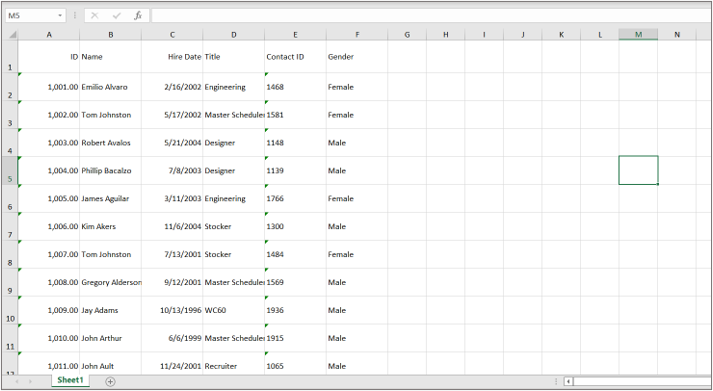 M5
fx
A B C D E F G H I J K L M N
1 ID Name Hire Date Title Contact ID Gender
2 1,001.00 Emilio Alvaro 2/16/2002 Engineering 1468 Female
3 1,002.00 Tom Johnston 5/17/2002 Master Scheduler 1581 Female
4 1,003.00 Robert Avalos 5/21/2004 Designer 1148 Male
5 1,004.00 Phillip Bacalzo 7/8/2003 Designer 1139 Male
6 1,005.00 James Aguilar 3/11/2003 Engineering 1766 Female
7 1,006.00 Kim Akers 11/6/2004 Stocker 1300 Male
8 1,007.00 Tom Johnston 7/13/2001 Stocker 1484 Female
9 1,008.00 Gregory Alderson 9/12/2001 Master Scheduler 1569 Male
10 1,009.00 Jay Adams 10/13/1996 WC60 1936 Male
11 1,010.00 John Arthur 6/6/1999 Master Scheduler 1915 Male
12 1,011.00 John Ault 11/24/2001 Recruiter 1065 Male
Sheet1